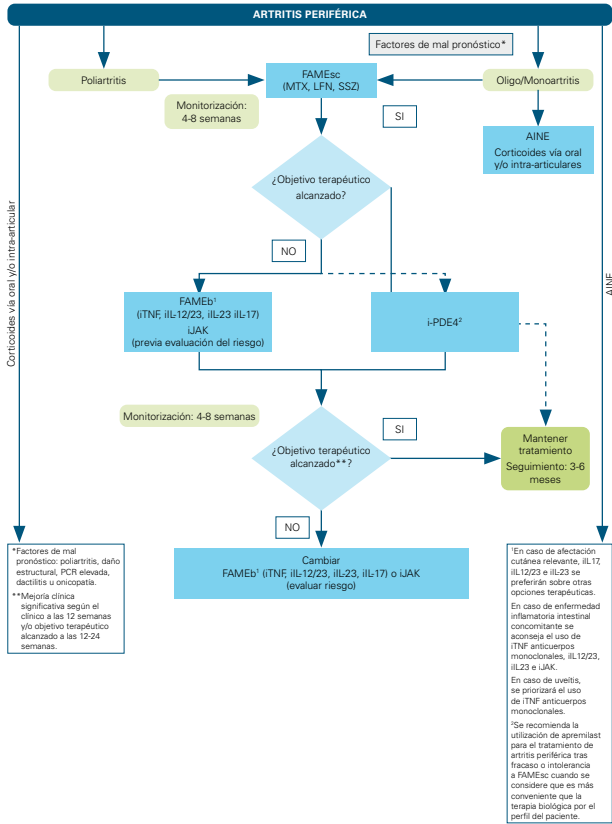 ARTRITIS PERIFÉRICA
Factores de mal pronóstico*
Poliartritis
FAMEsc
(MTX, LFN, SSZ)
Oligo/Monoartritis
Monitorización:
4-8 semanas
SI
AINE
Corticoides vía oral
y/o intra-articulares
¿Objetivo terapéutico
alcanzado?
Corticoides vía oral y/o intra-articular
AINE
NO
FAMEb¹
(iTNF, iIL-12/23, iIL-23 iIL-17)
iJAK
(previa evaluación del riesgo)
i-PDE4²
Monitorización: 4-8 semanas
SI
¿Objetivo terapéutico
alcanzado**?
Mantener
tratamiento
Seguimiento: 3-6
meses
NO
Cambiar
FAMEb¹ (iTNF, iIL-12/23, iIL-23, iIL-17) o iJAK
(evaluar riesgo)
*Factores de mal
pronóstico: poliartritis, daño
estructural, PCR elevada,
dactilitis u onicopatía.
**Mejoría clínica
significativa según el
clínico a las 12 semanas
y/o objetivo terapéutico
alcanzado a las 12-24
semanas.
¹En caso de afectación
cutánea relevante, iIL17,
iIL12/23 e iIL-23 se
preferirán sobre otras
opciones terapéuticas.
En caso de enfermedad
inflamatoria intestinal
concomitante se
aconseja el uso de
iTNF anticuerpos
monoclonales, iIL12/23,
iIL23 e iJAK.
En caso de uveítis,
se priorizará el uso
de iTNF anticuerpos
monoclonales.
²Se recomienda la
utilización de apremilast
para el tratamiento de
artritis periférica tras
fracaso o intolerancia
a FAMEsc cuando se
considere que es más
conveniente que la
terapia biológica por el
perfil del paciente.